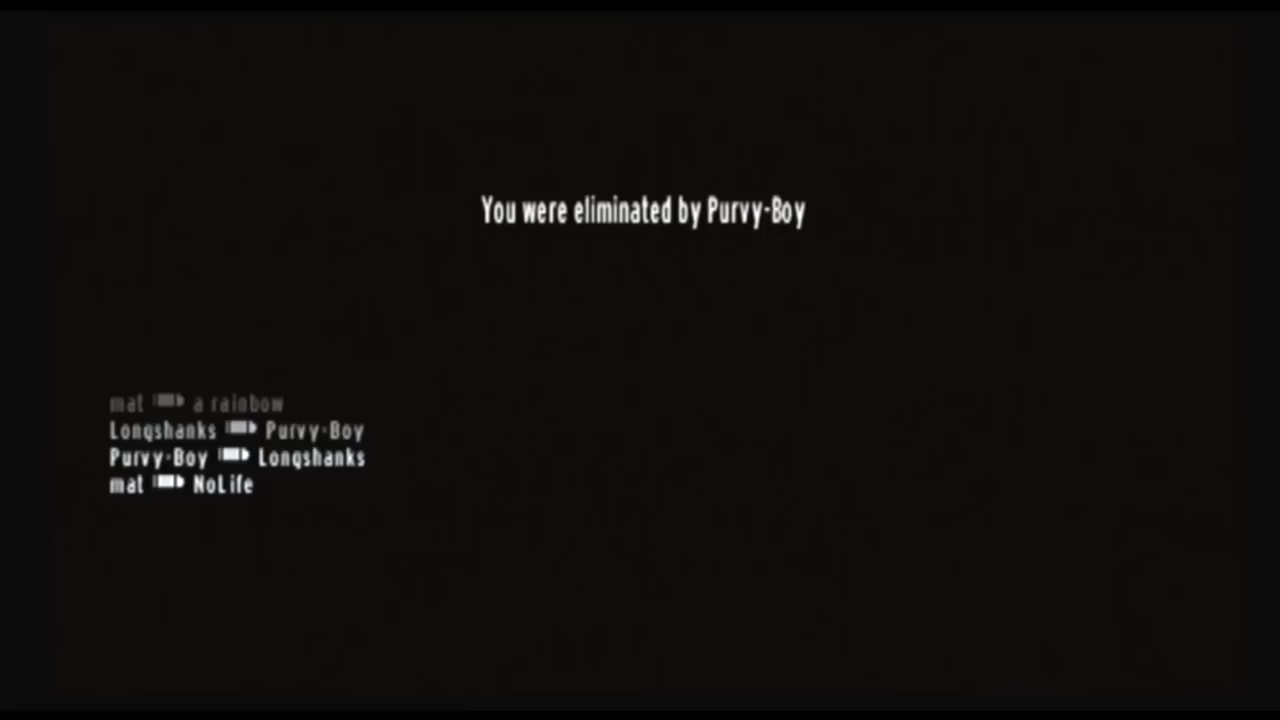 You were eliminated by Purvy-Boy
mat a rainbow
Longshanks Purvy-Boy
Purvy-Boy Longshanks
mat NoLife